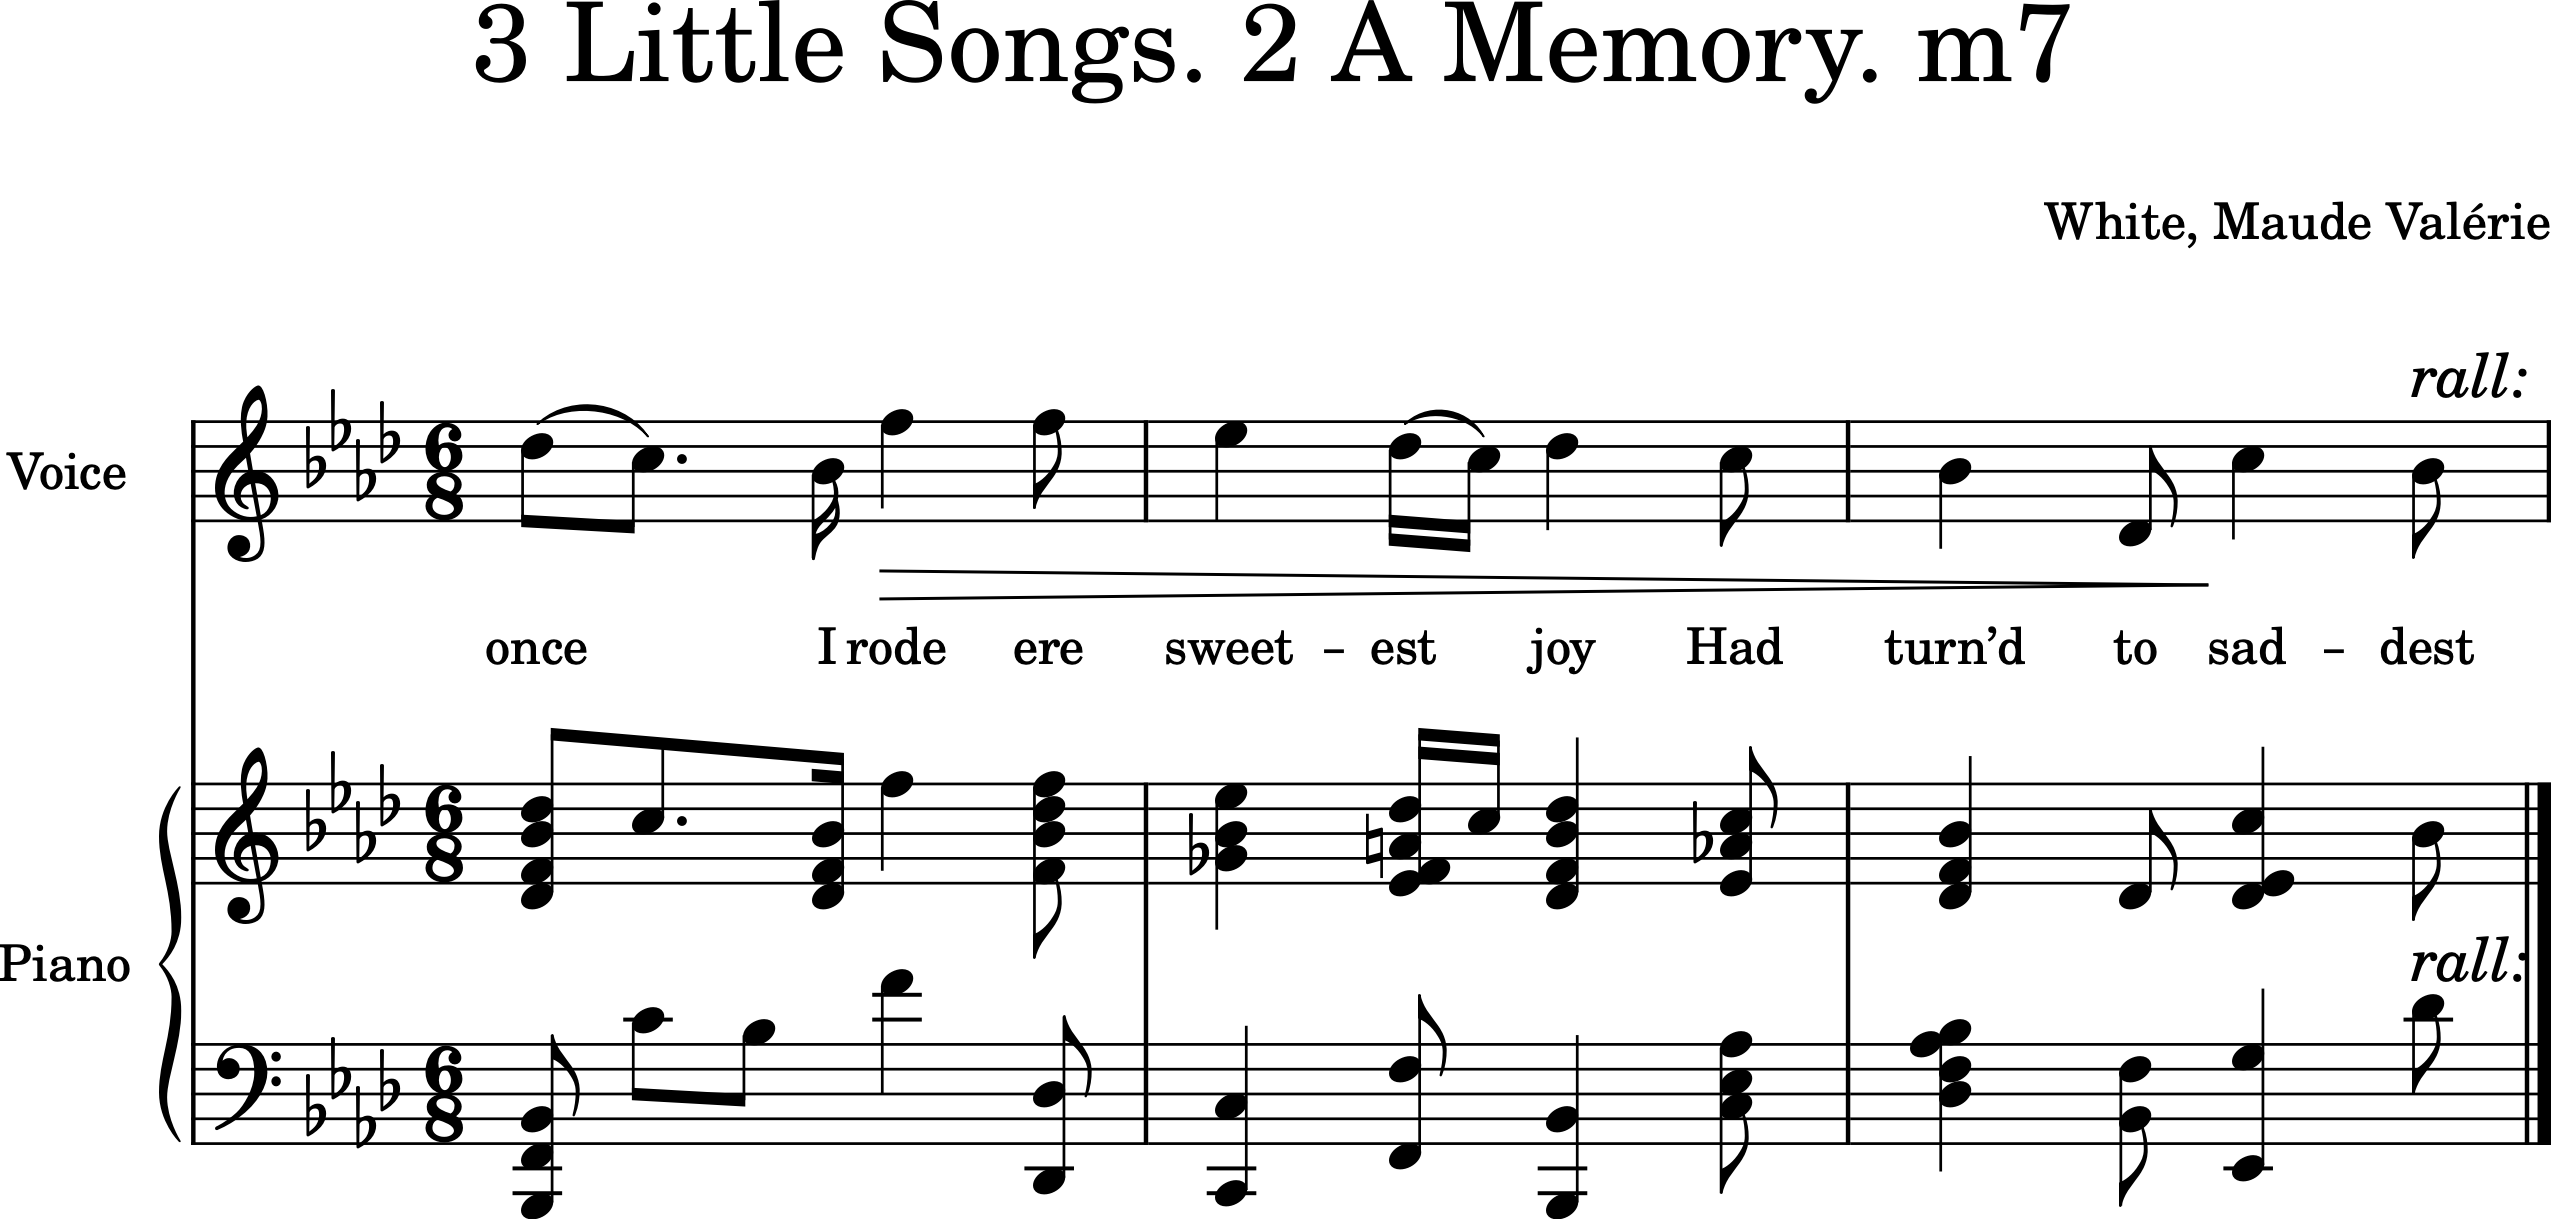 3 Little Songs. 2 A Memory. m7
White, Maude Valérie
rall:
Voice
once I rode ere sweet – est joy Had turn’d to sad – dest
Piano
rall: